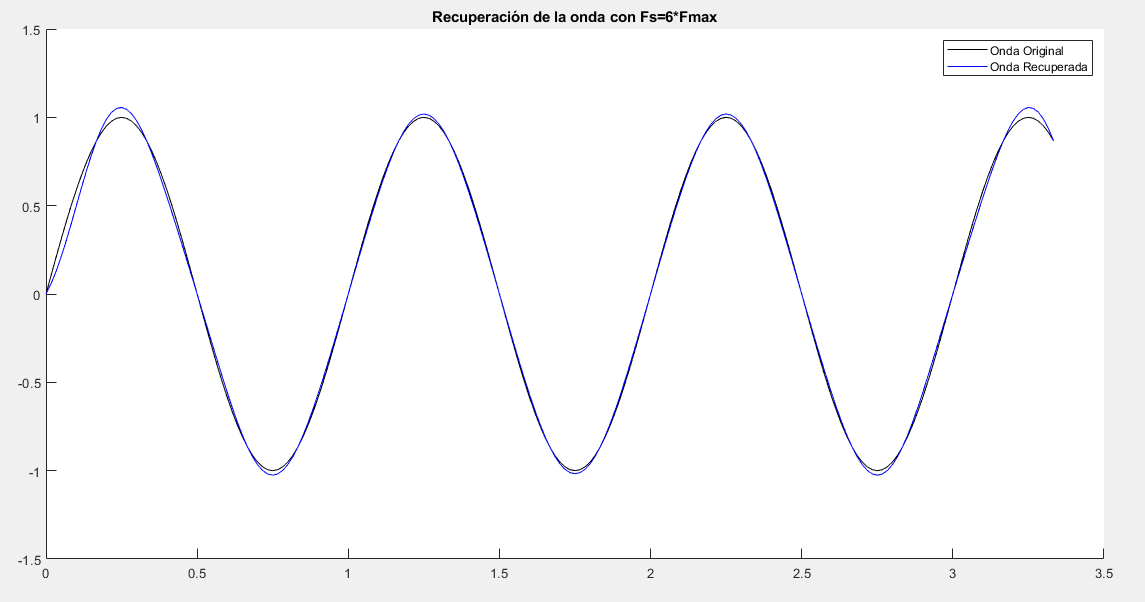 Recuperación de la onda con Fs=6*Fmax
Onda Original
Onda Recuperada
1.5
1
0.5
0
-0.5
-1
-1.5
0 0.5 1 1.5 2 2.5 3 3.5